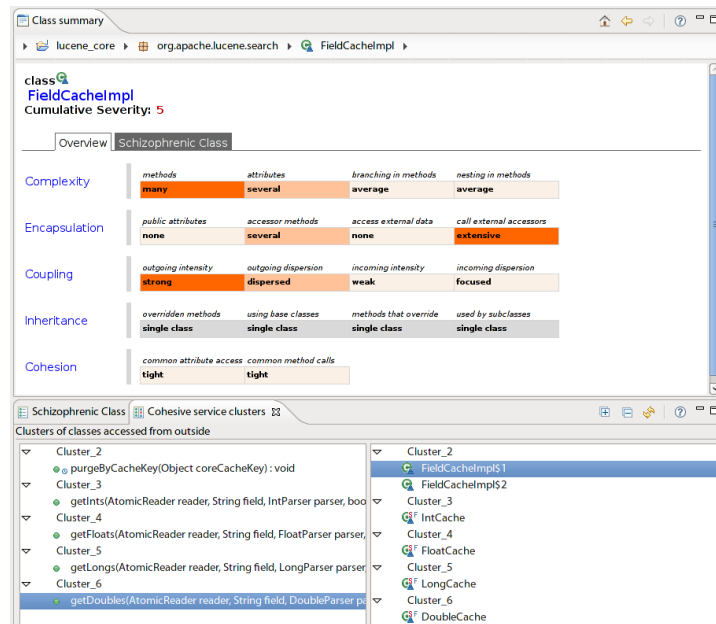 Class summary
lucene_core org.apache.lucene.search FieldCacheImpl
class
FieldCacheImpl
Cumulative Severity: 5
Overview Schizophrenic Class
methods attributes branching in methods nesting in methods
Complexity many several average average
public attributes accessor methods access external data call external accessors
Encapsulation none several none extensive
outgoing intensity outgoing dispersion incoming intensity incoming dispersion
Coupling strong dispersed weak focused
overridden methods using base classes methods that override used by subclasses
Inheritance single class single class single class single class
common attribute access common method calls
Cohesion tight tight
Schizophrenic Class Cohesive service clusters
Clusters of classes accessed from outside
Cluster_2
purgeByCacheKey(Object coreCacheKey) : void
Cluster_3
getInts(AtomicReader reader, String field, IntParser parser, boo
Cluster_4
getFloats(AtomicReader reader, String field, FloatParser parser,
Cluster_5
getLongs(AtomicReader reader, String field, LongParser parser,
Cluster_6
getDoubles(AtomicReader reader, String field, DoubleParser pa
Cluster_2
FieldCacheImpl$1
FieldCacheImpl$2
Cluster_3
IntCache
Cluster_4
FloatCache
Cluster_5
LongCache
Cluster_6
DoubleCache